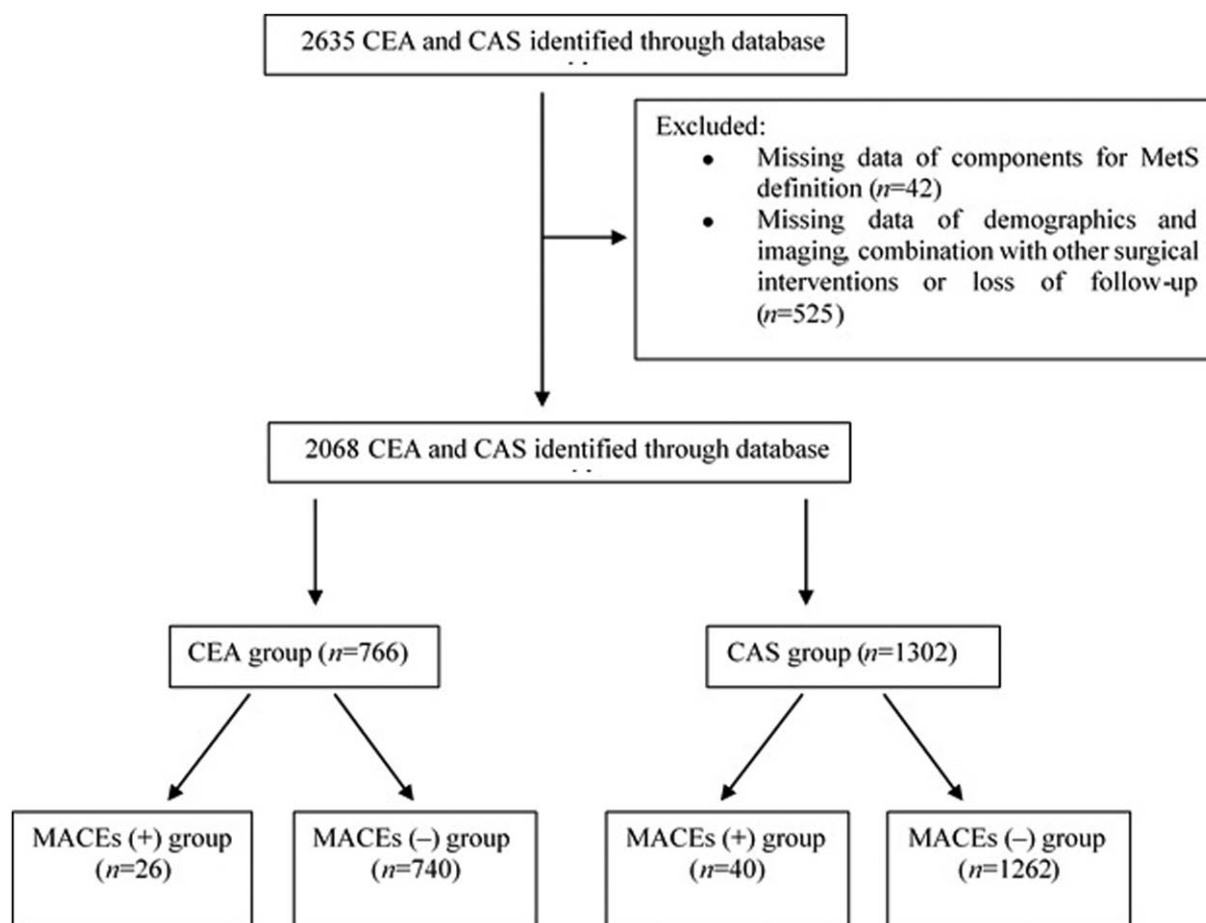 2635 CEA and CAS identified through database
Excluded:
• Missing data of components for MetS
definition (n=42)
• Missing data of demographics and
imaging, combination with other surgical
interventions or loss of follow-up
(n=525)
2068 CEA and CAS identified through database
CEA group (n=766)
CAS group (n=1302)
MACEs (+) group
(n=26)
MACEs (–) group
(n=740)
MACEs (+) group
(n=40)
MACEs (–) group
(n=1262)